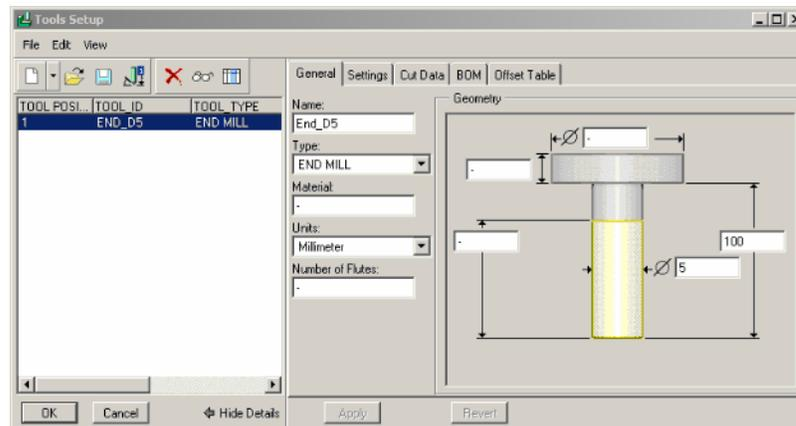 Tools Setup
File Edit View
TOOL POSI... TOOL_ID TOOL_TYPE
1 END_D5 END MILL
OK Cancel Hide Details
General Settings Cut Data BOM Offset Table
Name:
End_D5
Type:
END MILL
Material:
-
Units:
Millimeter
Number of Flutes:
-
Geometry
Ø -
-
-
100
Ø 5
Apply Revert